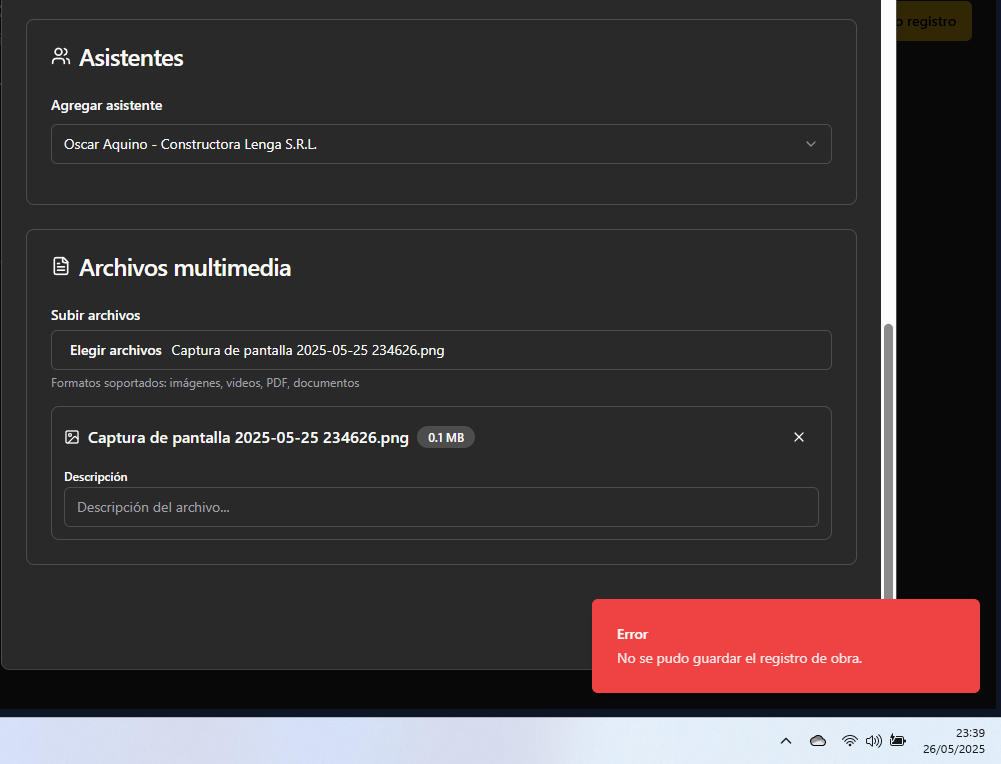 o registro
Asistentes
Agregar asistente
Oscar Aquino - Constructora Lenga S.R.L.
Archivos multimedia
Subir archivos
Elegir archivos Captura de pantalla 2025-05-25 234626.png
Formatos soportados: imágenes, videos, PDF, documentos
Captura de pantalla 2025-05-25 234626.png 0.1 MB
Descripción
Descripción del archivo...
Error
No se pudo guardar el registro de obra.
23:39
26/05/2025